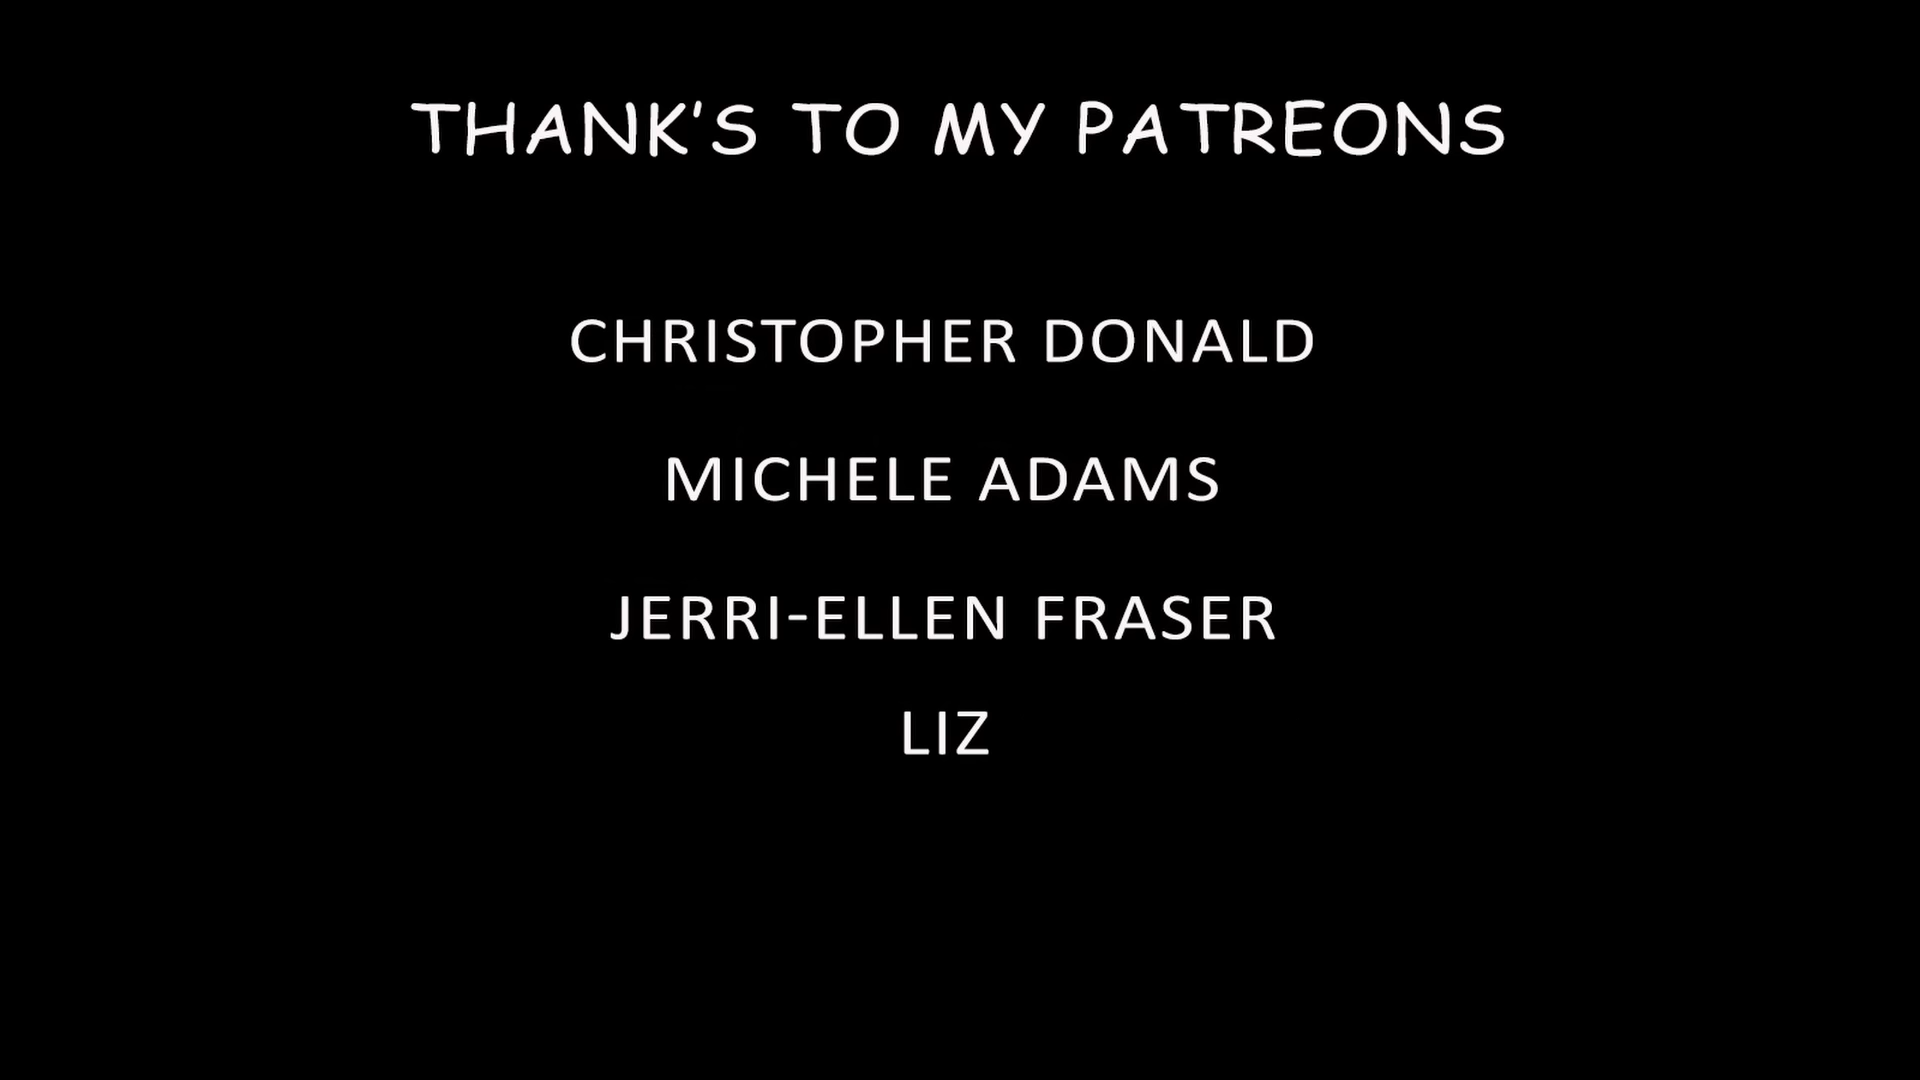 THANK'S TO MY PATREONS
CHRISTOPHER DONALD
MICHELE ADAMS
JERRI-ELLEN FRASER
LIZ